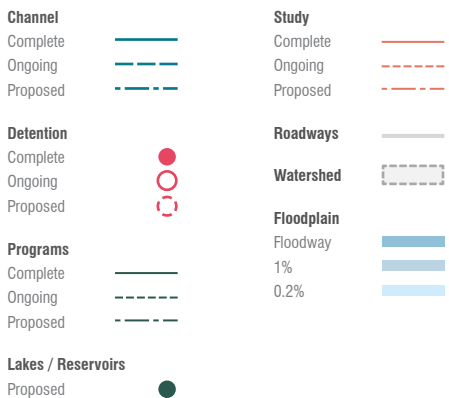 Channel
Complete
Ongoing
Proposed
Detention
Complete
Ongoing
Proposed
Programs
Complete
Ongoing
Proposed
Lakes / Reservoirs
Proposed
Study
Complete
Ongoing
Proposed
Roadways
Watershed
Floodplain
Floodway
1%
0.2%